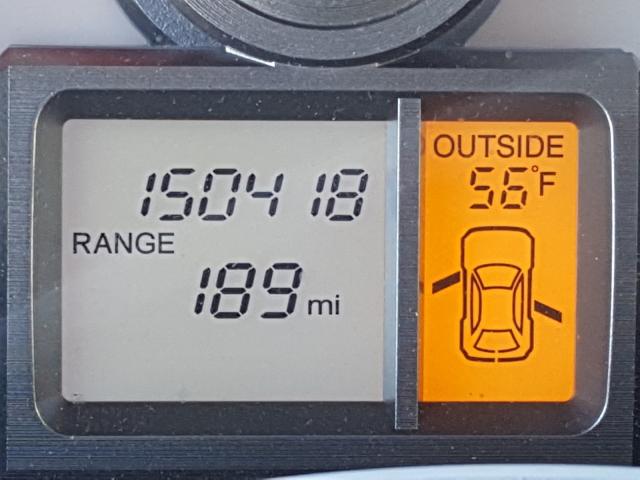 150418
RANGE
189 mi
OUTSIDE
56°F